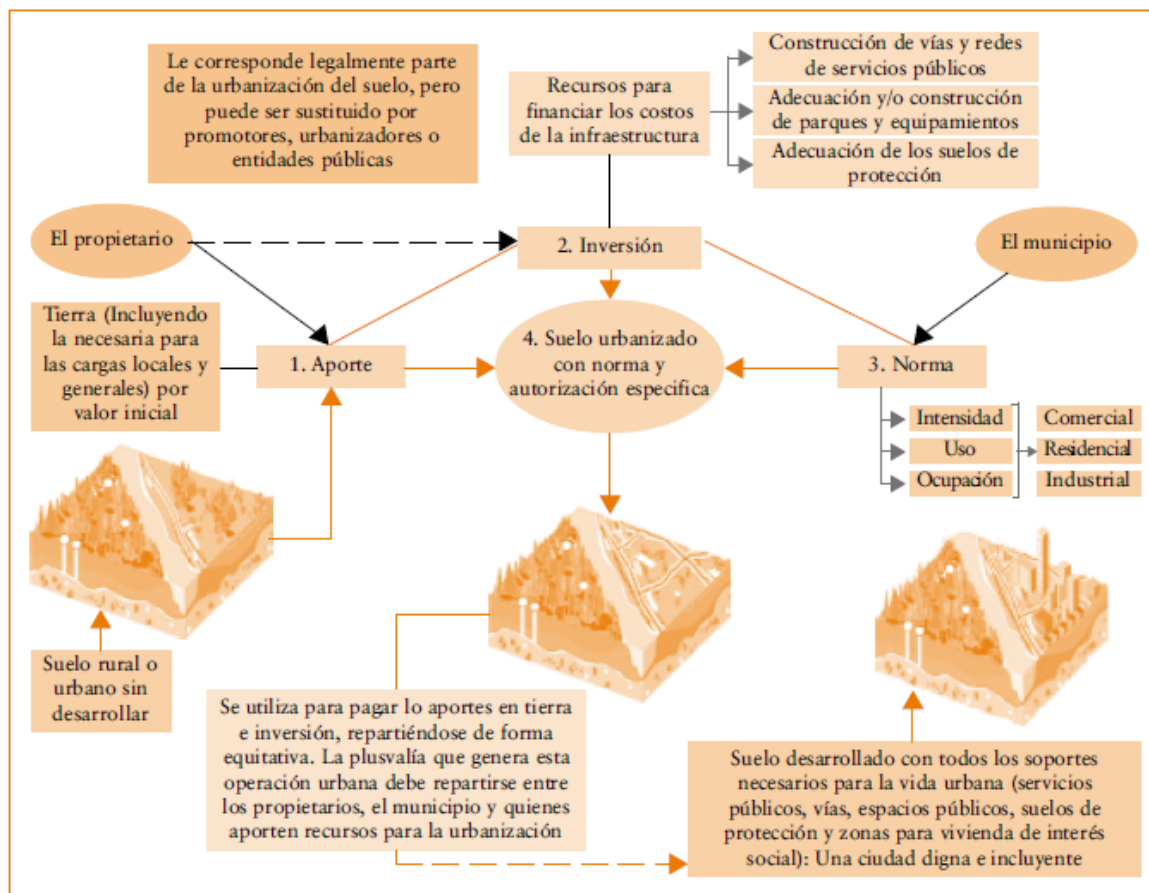 Le corresponde legalmente parte
de la urbanización del suelo, pero
puede ser sustituido por
promotores, urbanizadores o
entidades públicas
Recursos para
financiar los costos
de la infraestructura
Construcción de vías y redes
de servicios públicos
Adecuación y/o construcción
de parques y equipamientos
Adecuación de los suelos de
protección
El propietario
2. Inversión
El municipio
Tierra (Incluyendo
la necesaria para
las cargas locales y
generales) por
valor inicial
1. Aporte
4. Suelo urbanizado
con norma y
autorización especifica
3. Norma
Intensidad
Uso
Ocupación
Comercial
Residencial
Industrial
Suelo rural o
urbano sin
desarrollar
Se utiliza para pagar lo aportes en tierra
e inversión, repartiéndose de forma
equitativa. La plusvalía que genera esta
operación urbana debe repartirse entre
los propietarios, el municipio y quienes
aporten recursos para la urbanización
Suelo desarrollado con todos los soportes
necesarios para la vida urbana (servicios
públicos, vías, espacios públicos, suelos de
protección y zonas para vivienda de interés
social): Una ciudad digna e incluyente